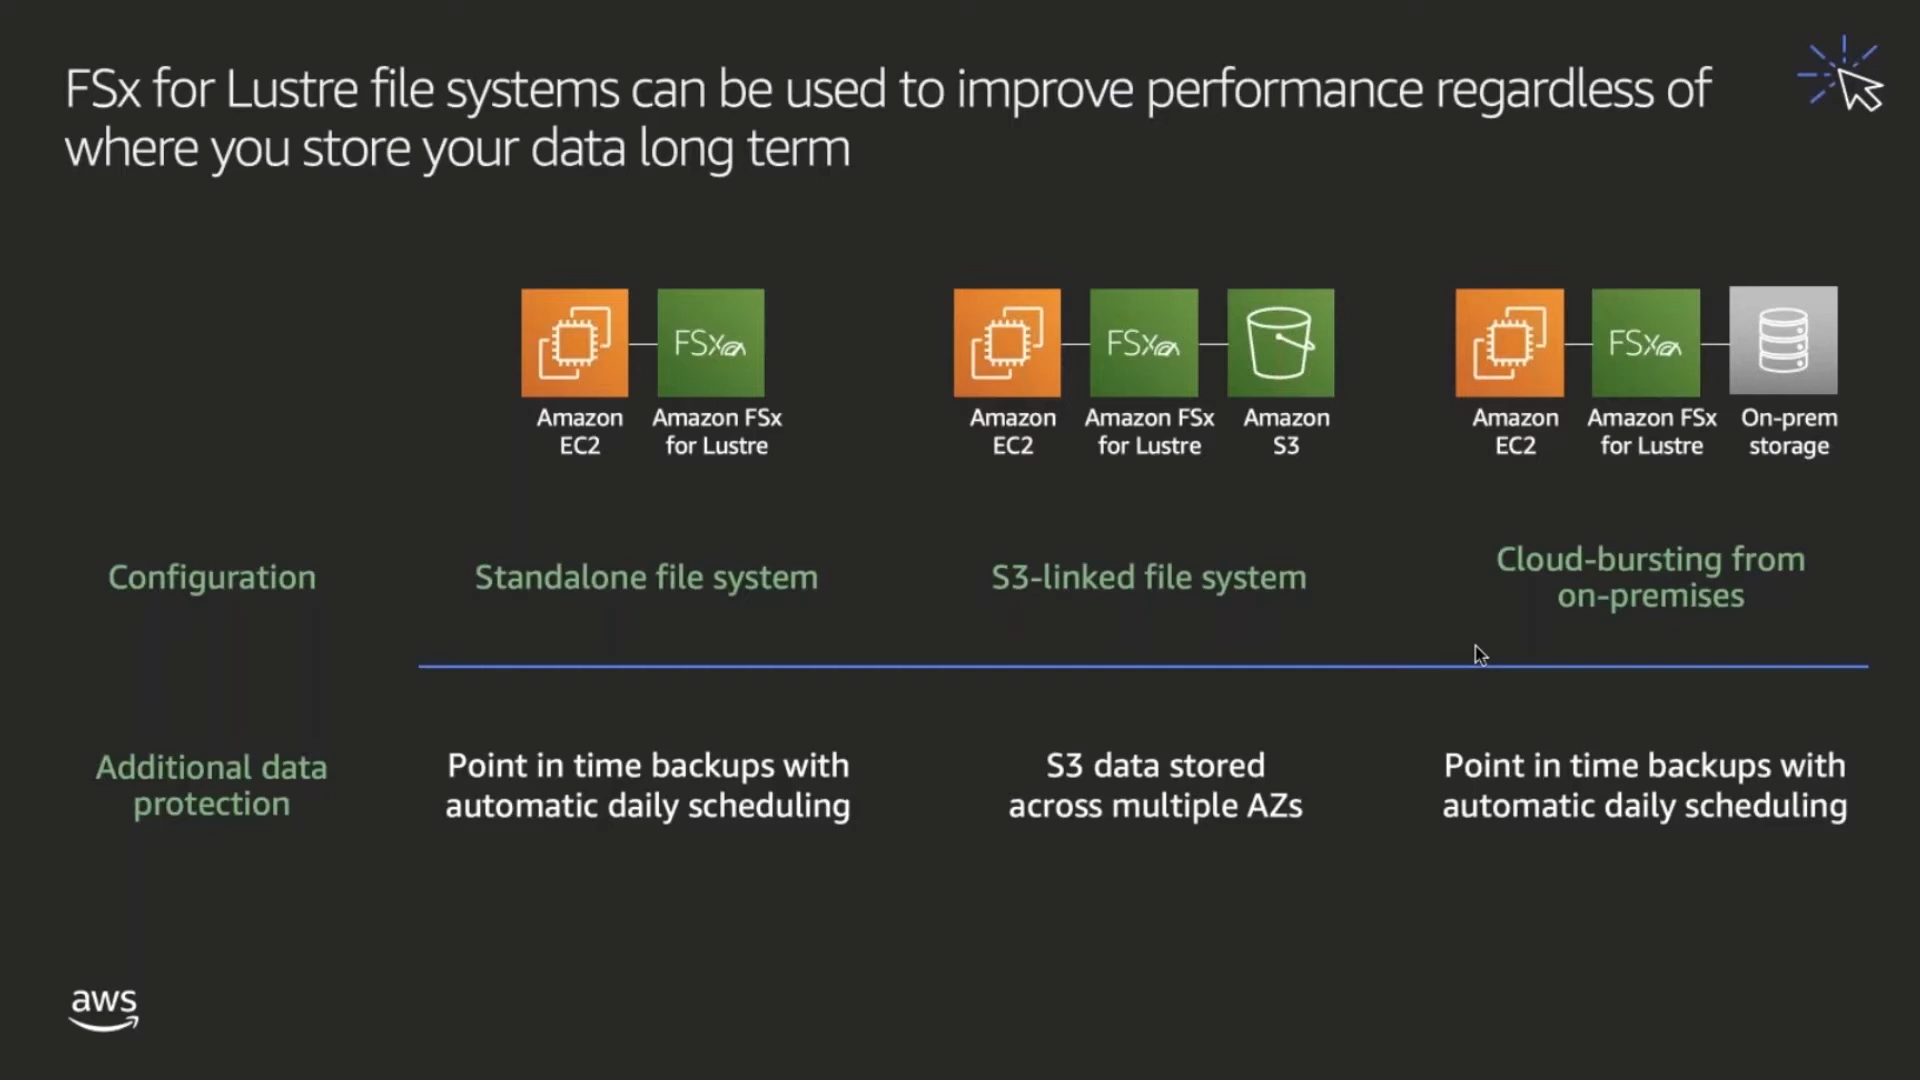 FSx for Lustre file systems can be used to improve performance regardless of
where you store your data long term
FSx
FSx
FSx
Amazon
EC2
Amazon FSx
for Lustre
Amazon
EC2
Amazon FSx
for Lustre
Amazon
S3
Amazon
EC2
Amazon FSx
for Lustre
On-prem
storage
Configuration
Standalone file system
S3-linked file system
Cloud-bursting from
on-premises
Additional data
protection
Point in time backups with
automatic daily scheduling
S3 data stored
across multiple AZs
Point in time backups with
automatic daily scheduling
aws